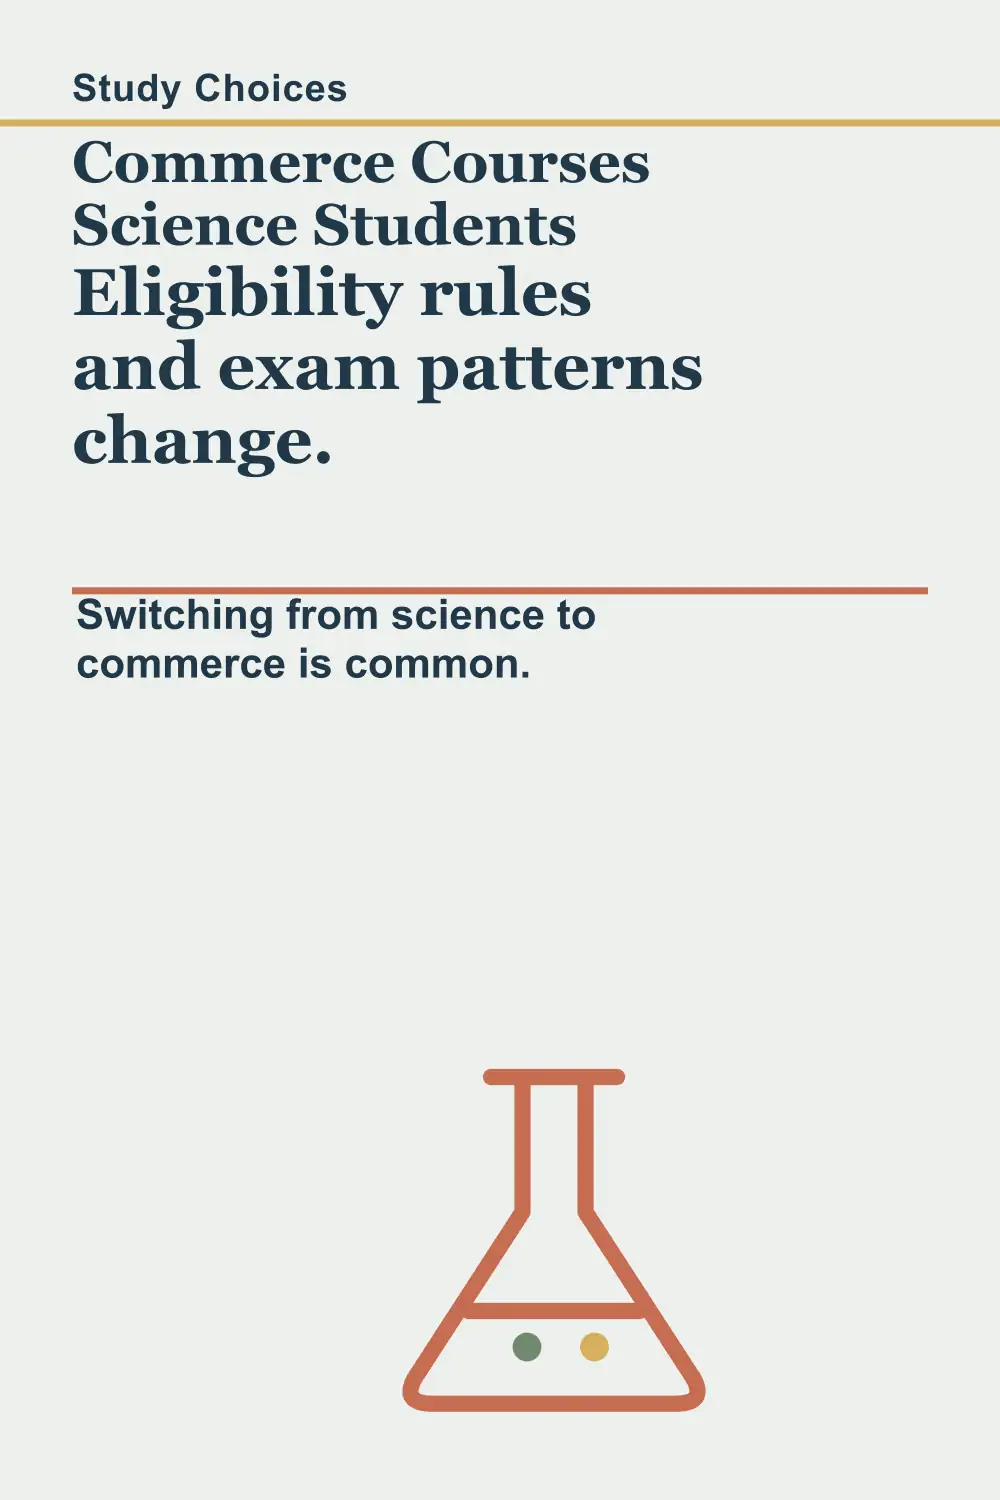 Study Choices
Commerce Courses
Science Students
Eligibility rules
and exam patterns
change.
Switching from science to
commerce is common.